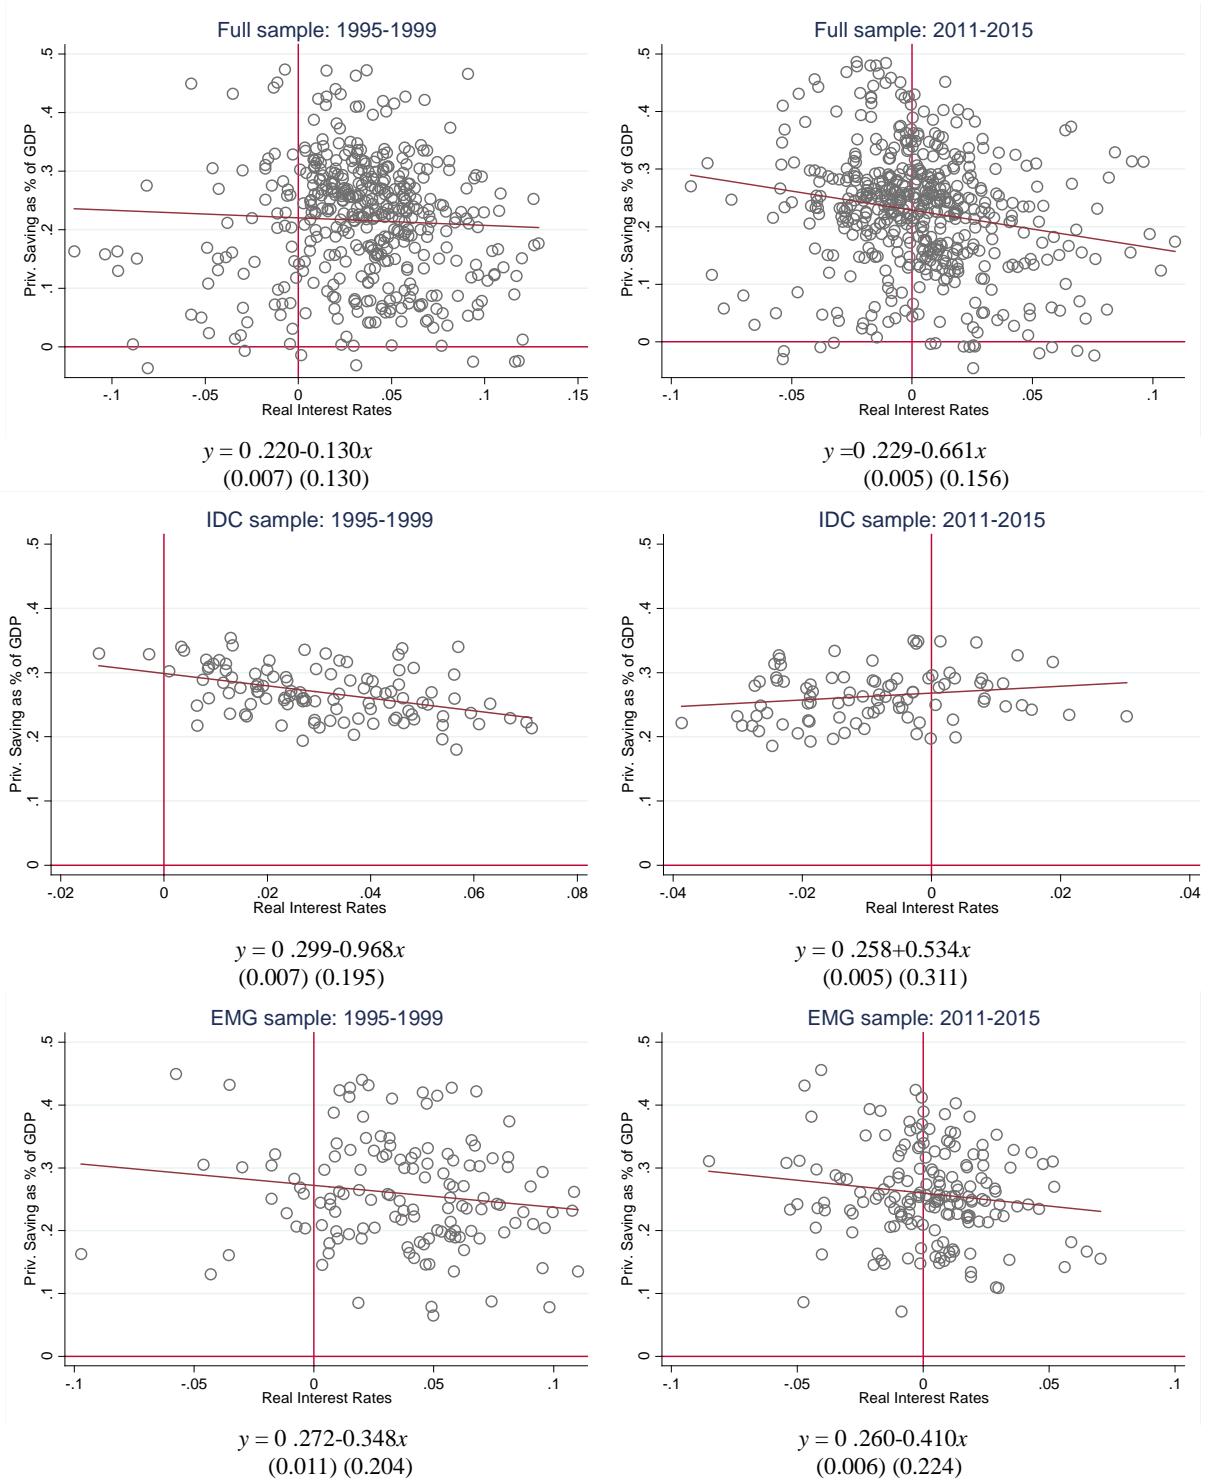 Full sample: 1995-1999
Priv. Saving as % of GDP
.5
.4
.3
.2
.1
0
-.1 -.05 0 .05 .1 .15
Real Interest Rates
y = 0 .220-0.130x
(0.007) (0.130)
Full sample: 2011-2015
Priv. Saving as % of GDP
.5
.4
.3
.2
.1
0
-.1 -.05 0 .05 .1
Real Interest Rates
y =0 .229-0.661x
(0.005) (0.156)
IDC sample: 1995-1999
Priv. Saving as % of GDP
.5
.4
.3
.2
.1
0
-.02 0 .02 .04 .06 .08
Real Interest Rates
y = 0 .299-0.968x
(0.007) (0.195)
IDC sample: 2011-2015
Priv. Saving as % of GDP
.5
.4
.3
.2
.1
0
-.04 -.02 0 .02 .04
Real Interest Rates
y = 0 .258+0.534x
(0.005) (0.311)
EMG sample: 1995-1999
Priv. Saving as % of GDP
.5
.4
.3
.2
.1
0
-.1 -.05 0 .05 .1
Real Interest Rates
y = 0 .272-0.348x
(0.011) (0.204)
EMG sample: 2011-2015
Priv. Saving as % of GDP
.5
.4
.3
.2
.1
0
-.1 -.05 0 .05 .1
Real Interest Rates
y = 0 .260-0.410x
(0.006) (0.224)